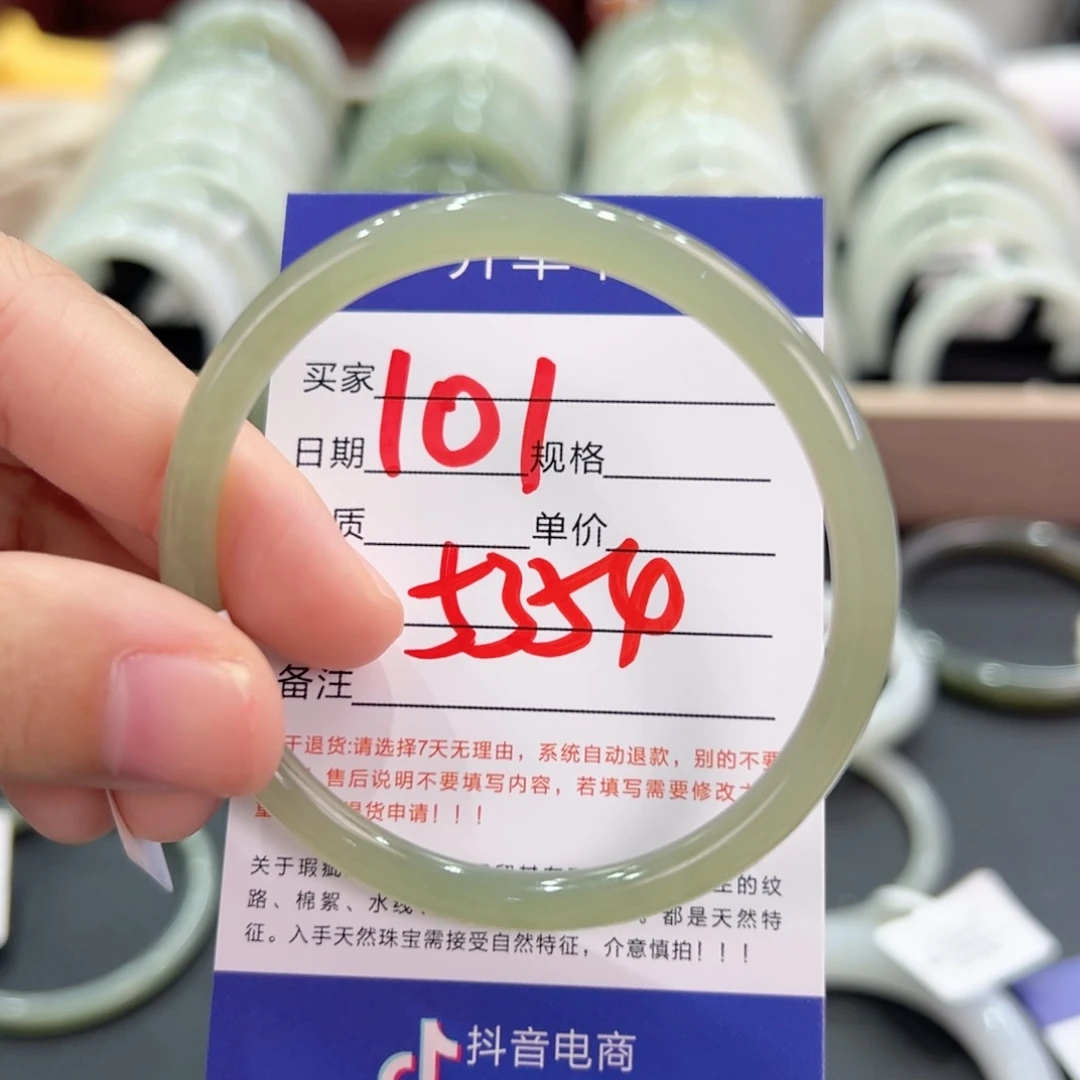 买家 101
日期 规格
质 单价
备注
于退货:请选择7天无理由，系统自动退款，别的不要
售后说明不要填写内容，若填写需要修改
退货申请！！！
关于瑕疵 的纹
路、棉絮、水线、 。都是天然特
征。入手天然珠宝需接受自然特征，介意慎拍！！！
抖音电商